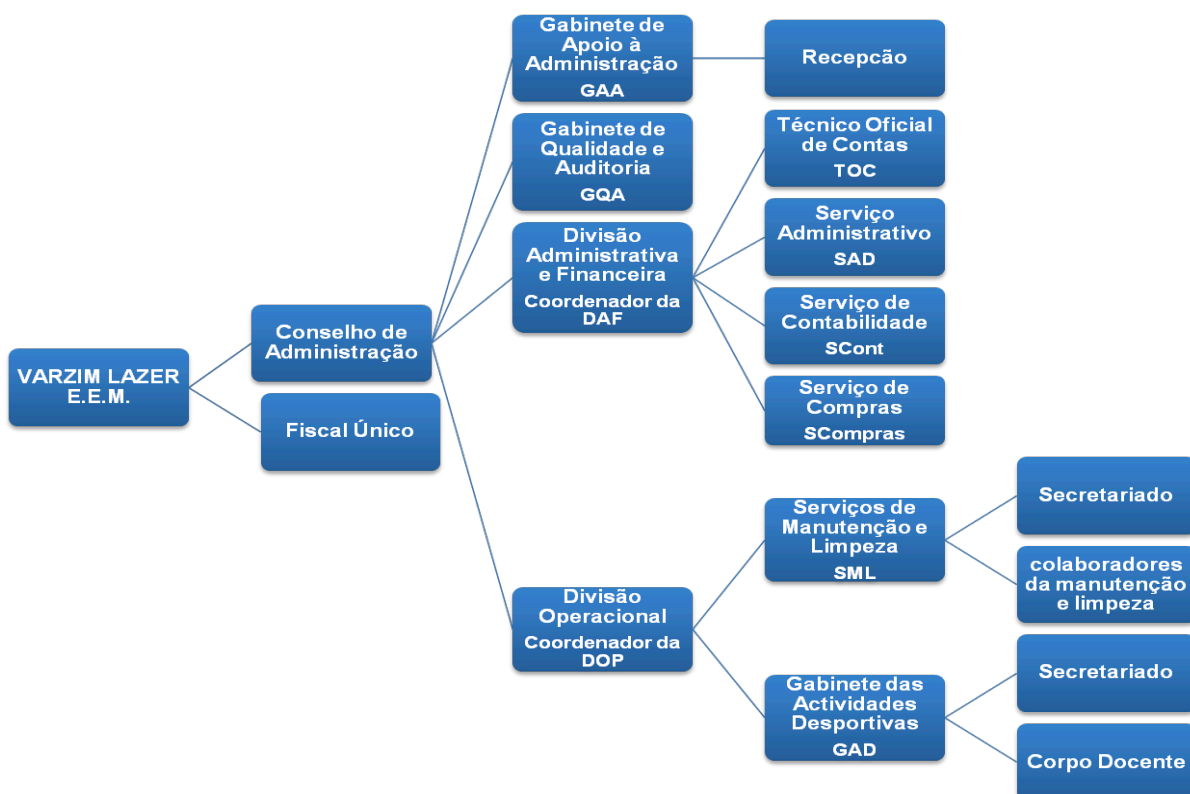 VARZIM LAZER
E.E.M.
Conselho de
Administração
Fiscal Único
Gabinete de
Apoio à
Administração
GAA
Gabinete de
Qualidade e
Auditoria
GQA
Divisão
Administrativa
e Financeira
Coordenador da
DAF
Divisão
Operacional
Coordenador da
DOP
Recepcão
Técnico Oficial
de Contas
TOC
Serviço
Administrativo
SAD
Serviço de
Contabilidade
SCont
Serviço de
Compras
SCompras
Serviços de
Manutenção e
Limpeza
SML
Gabinete das
Actividades
Desportivas
GAD
Secretariado
colaboradores
da manutenção
e limpeza
Secretariado
Corpo Docente